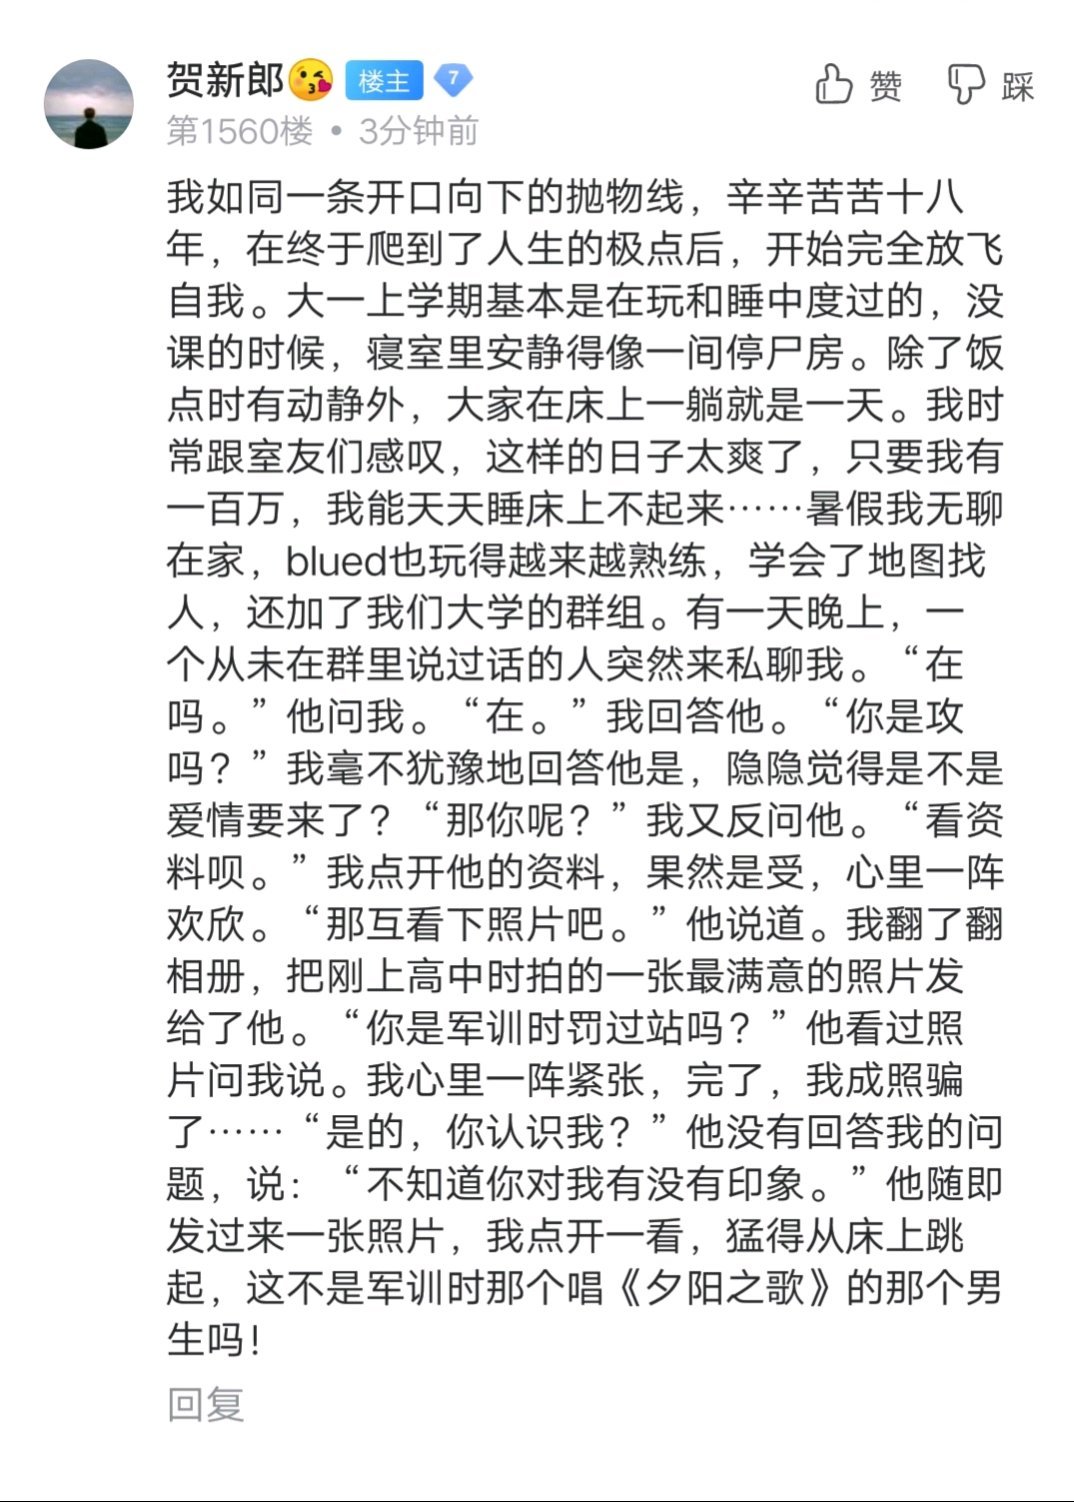 贺新郎😘 楼主 7 赞 踩
第1560楼 • 3分钟前
我如同一条开口向下的抛物线，辛辛苦苦十八
年，在终于爬到了人生的极点后，开始完全放飞
自我。大一上学期基本是在玩和睡中度过的，没
课的时候，寝室里安静得像一间停尸房。除了饭
点时有动静外，大家在床上一躺就是一天。我时
常跟室友们感叹，这样的日子太爽了，只要我有
一百万，我能天天睡床上不起来……暑假我无聊
在家，blued也玩得越来越熟练，学会了地图找
人，还加了我们大学的群组。有一天晚上，一
个从未在群里说过话的人突然来私聊我。“在
吗。”他问我。“在。”我回答他。“你是攻
吗？”我毫不犹豫地回答他是，隐隐觉得是不是
爱情要来了？“那你呢？”我又反问他。“看资
料呗。”我点开他的资料，果然是受，心里一阵
欢欣。“那互看下照片吧。”他说道。我翻了翻
相册，把刚上高中时拍的一张最满意的照片发
给了他。“你是军训时罚过站吗？”他看过照
片问我说。我心里一阵紧张，完了，我成照骗
了……“是的，你认识我？”他没有回答我的问
题，说：“不知道你对我有没有印象。”他随即
发过来一张照片，我点开一看，猛得从床上跳
起，这不是军训时那个唱《夕阳之歌》的那个男
生吗！
回复